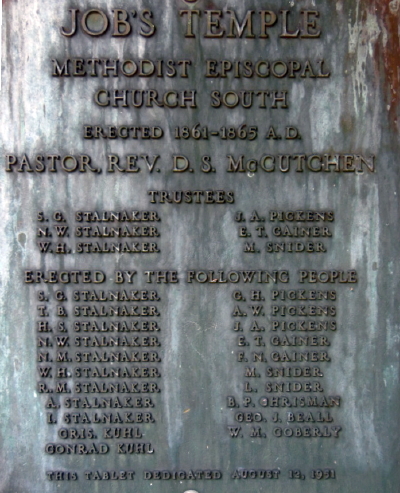 JOB'S TEMPLE
METHODIST EPISCOPAL
CHURCH SOUTH
ERECTED 1861-1865 A.D.
PASTOR, REV. D. S. McCUTCHEN
TRUSTEES
S. G. STALNAKER J. A. PICKENS
N. W. STALNAKER E. T. GAINER
W. H. STALNAKER M. SNIDER
ERECTED BY THE FOLLOWING PEOPLE
S. G. STALNAKER G. H. PICKENS
T. B. STALNAKER A. W. PICKENS
H. S. STALNAKER J. A. PICKENS
N. W. STALNAKER E. T. GAINER
N. M. STALNAKER F. N. GAINER
W. H. STALNAKER M. SNIDER
R. M. STALNAKER L. SNIDER
A. STALNAKER B. P. CHRISMAN
I. STALNAKER GEO. J. BEALL
CRIS. KUHL W. M. COBERLY
CONRAD KUHL
THIS TABLET DEDICATED AUGUST 12, 1951